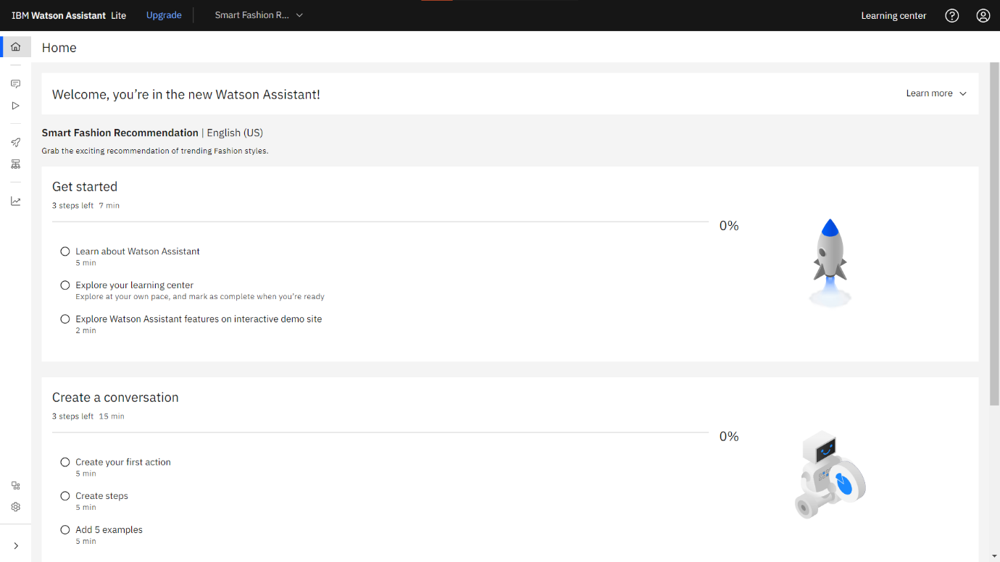 IBM Watson Assistant Lite Upgrade Smart Fashion R... Learning center
Home
Welcome, you’re in the new Watson Assistant! Learn more
Smart Fashion Recommendation | English (US)
Grab the exciting recommendation of trending Fashion styles.
Get started
3 steps left 7 min
0%
Learn about Watson Assistant
5 min
Explore your learning center
Explore at your own pace, and mark as complete when you’re ready
Explore Watson Assistant features on interactive demo site
2 min
Create a conversation
3 steps left 15 min
0%
Create your first action
5 min
Create steps
5 min
Add 5 examples
5 min